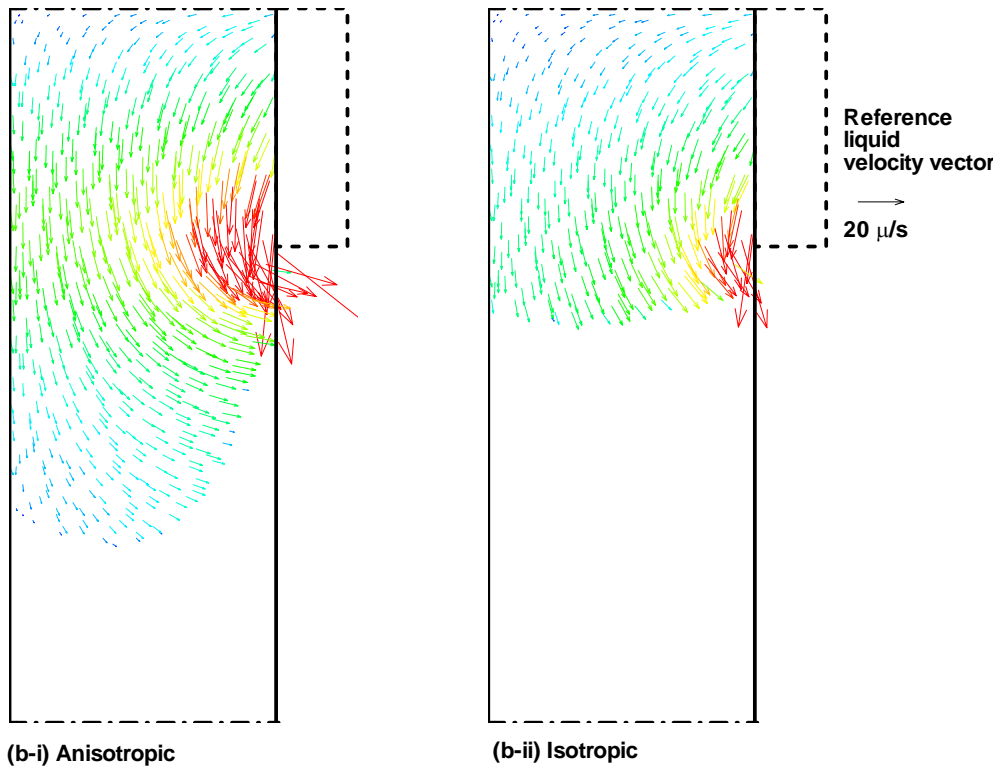 Reference
liquid
velocity vector
20 μ/s
(b-i) Anisotropic
(b-ii) Isotropic